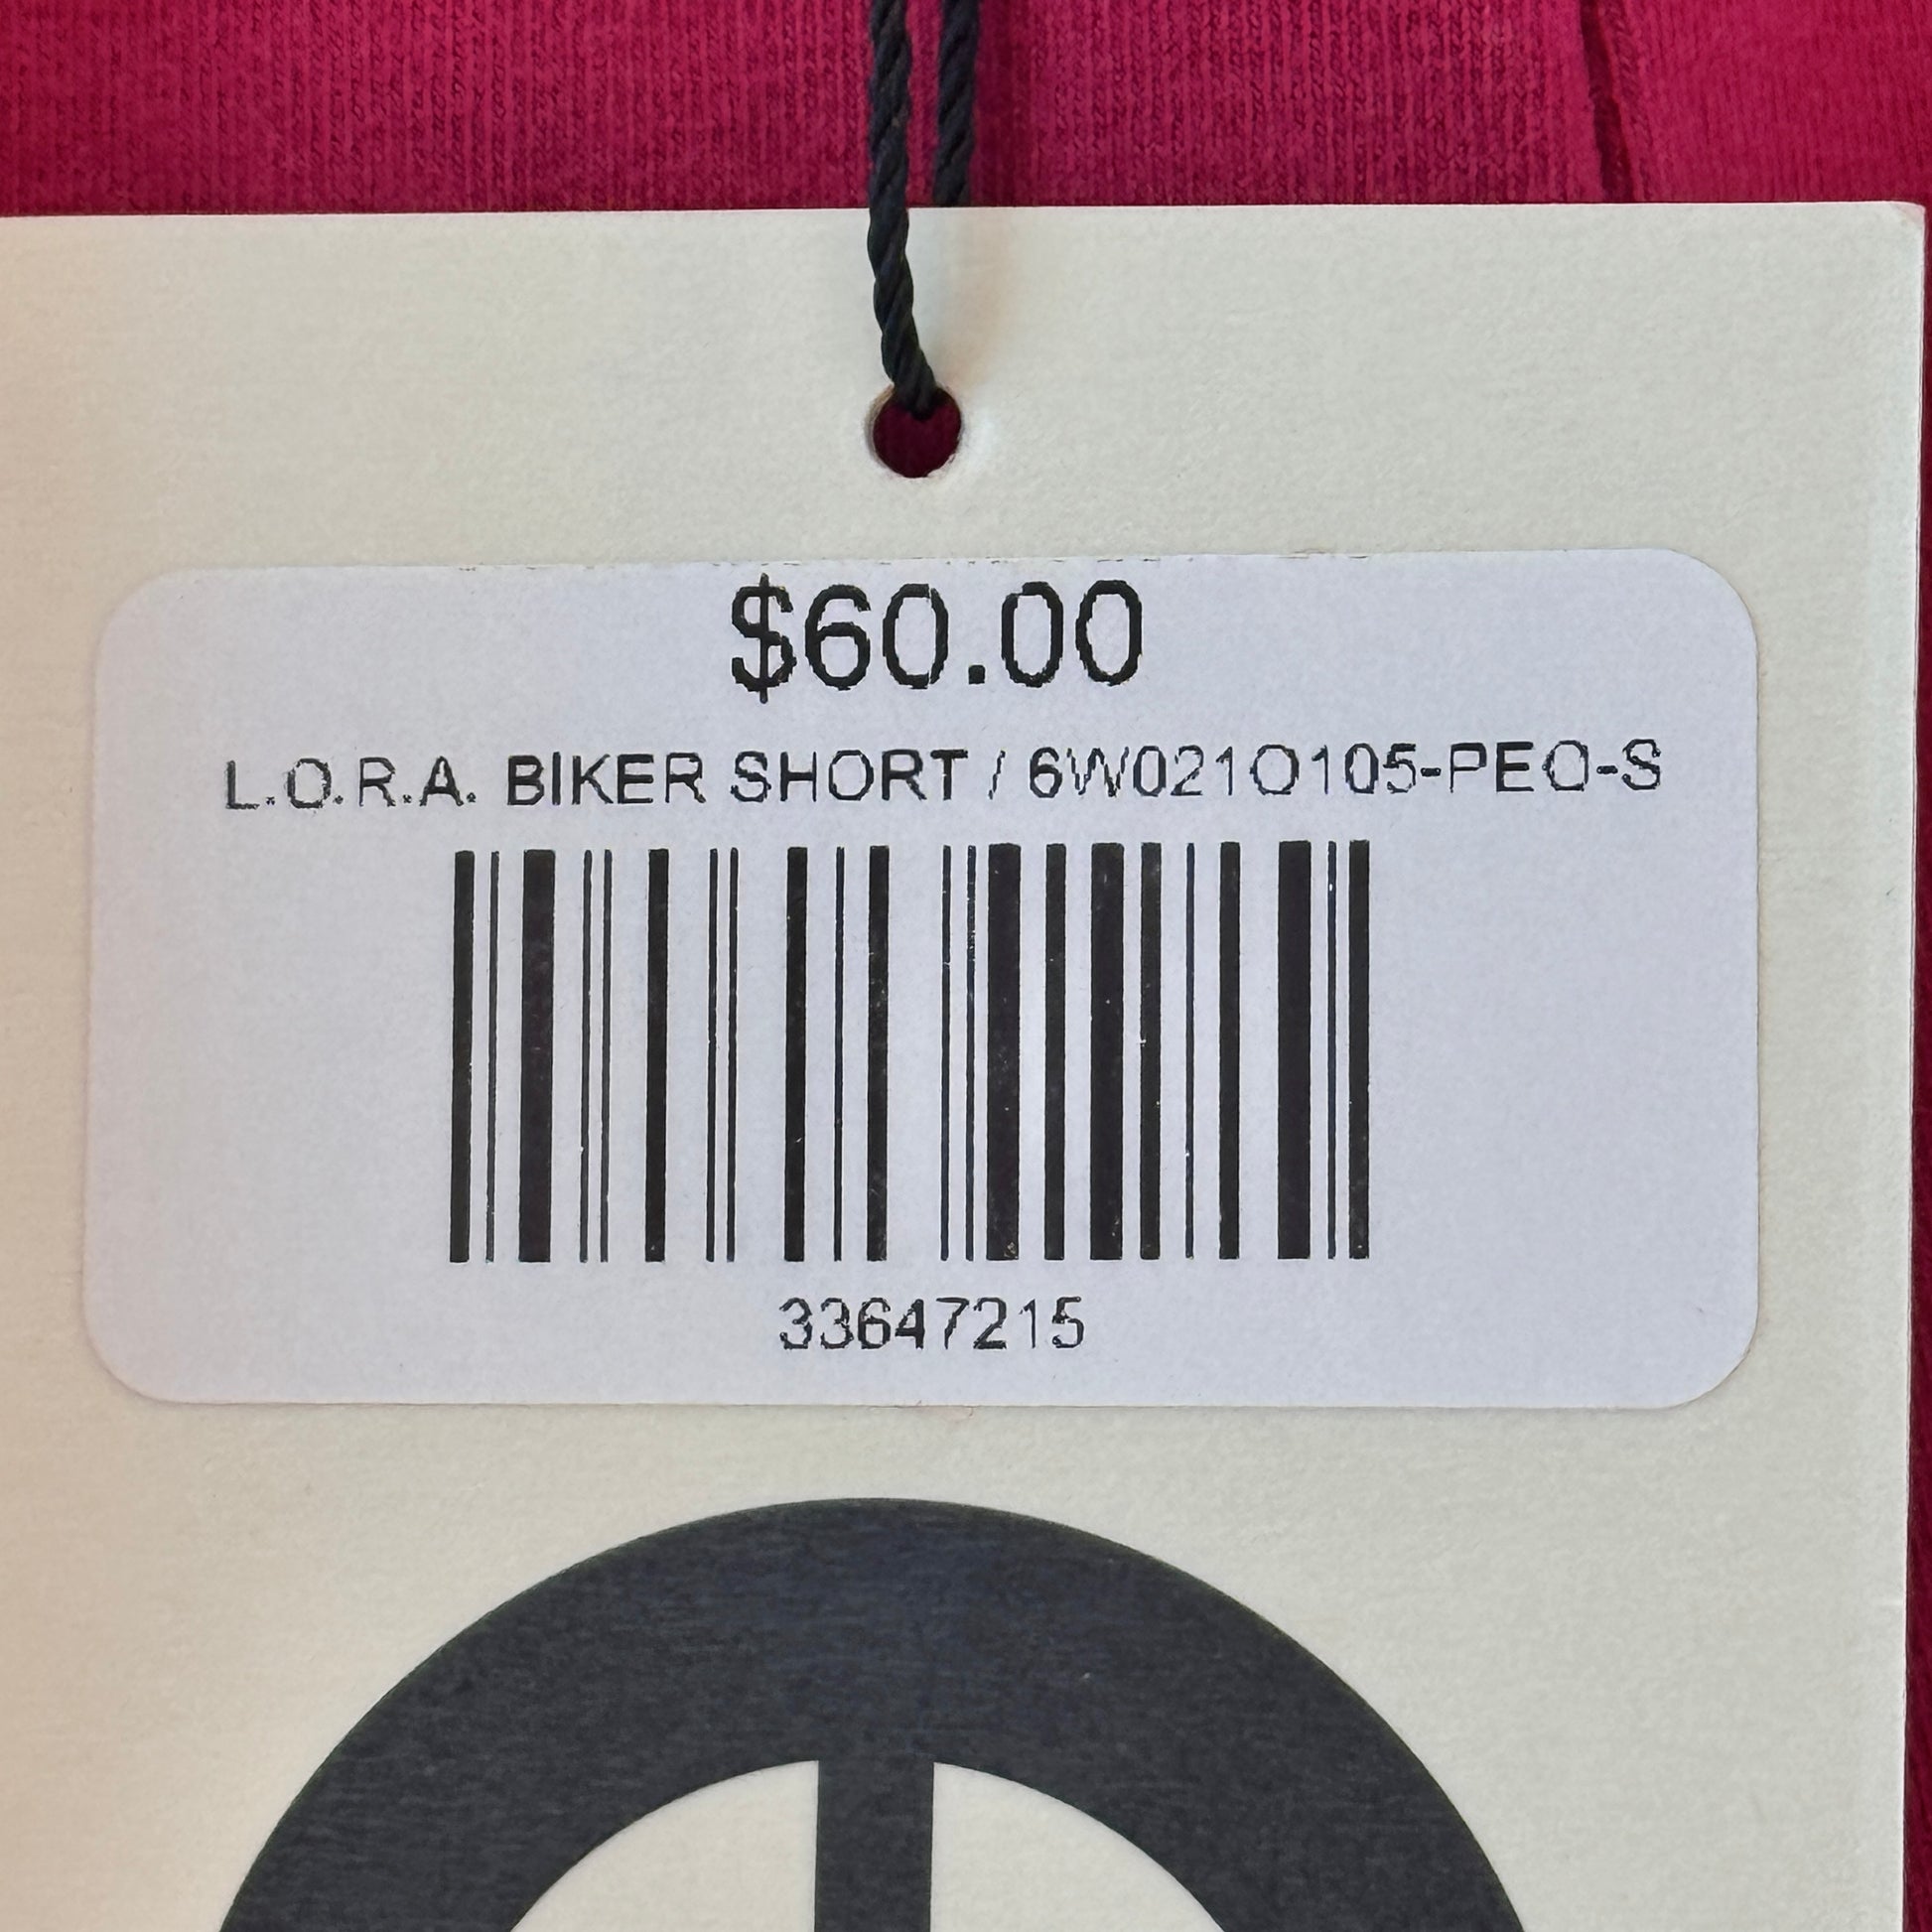 $60.00
L.O.R.A. BIKER SHORT / 6W021O105-PEO-S
33647215